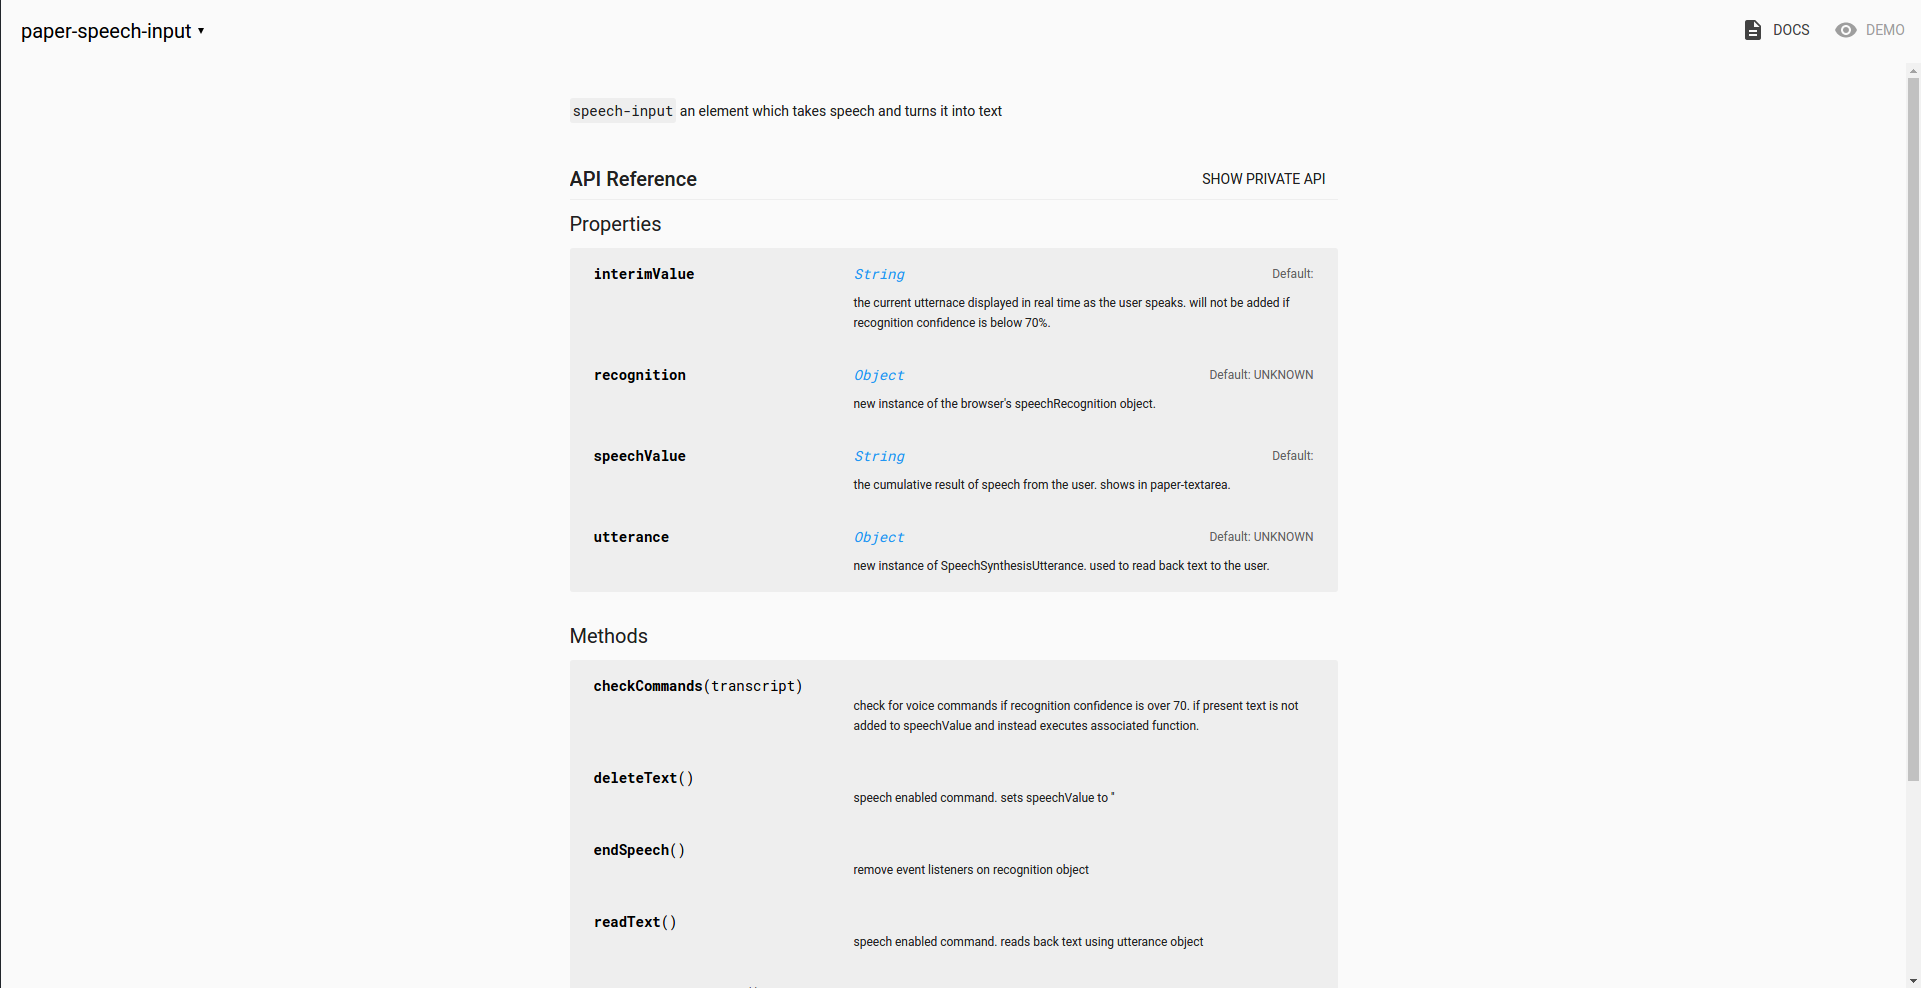 paper-speech-input ▾
DOCS
DEMO
speech-input an element which takes speech and turns it into text
API Reference
SHOW PRIVATE API
Properties
interimValue String Default:
the current utternace displayed in real time as the user speaks. will not be added if
recognition confidence is below 70%.
recognition Object Default: UNKNOWN
new instance of the browser's speechRecognition object.
speechValue String Default:
the cumulative result of speech from the user. shows in paper-textarea.
utterance Object Default: UNKNOWN
new instance of SpeechSynthesisUtterance. used to read back text to the user.
Methods
checkCommands(transcript)
check for voice commands if recognition confidence is over 70. if present text is not
added to speechValue and instead executes associated function.
deleteText()
speech enabled command. sets speechValue to ''
endSpeech()
remove event listeners on recognition object
readText()
speech enabled command. reads back text using utterance object